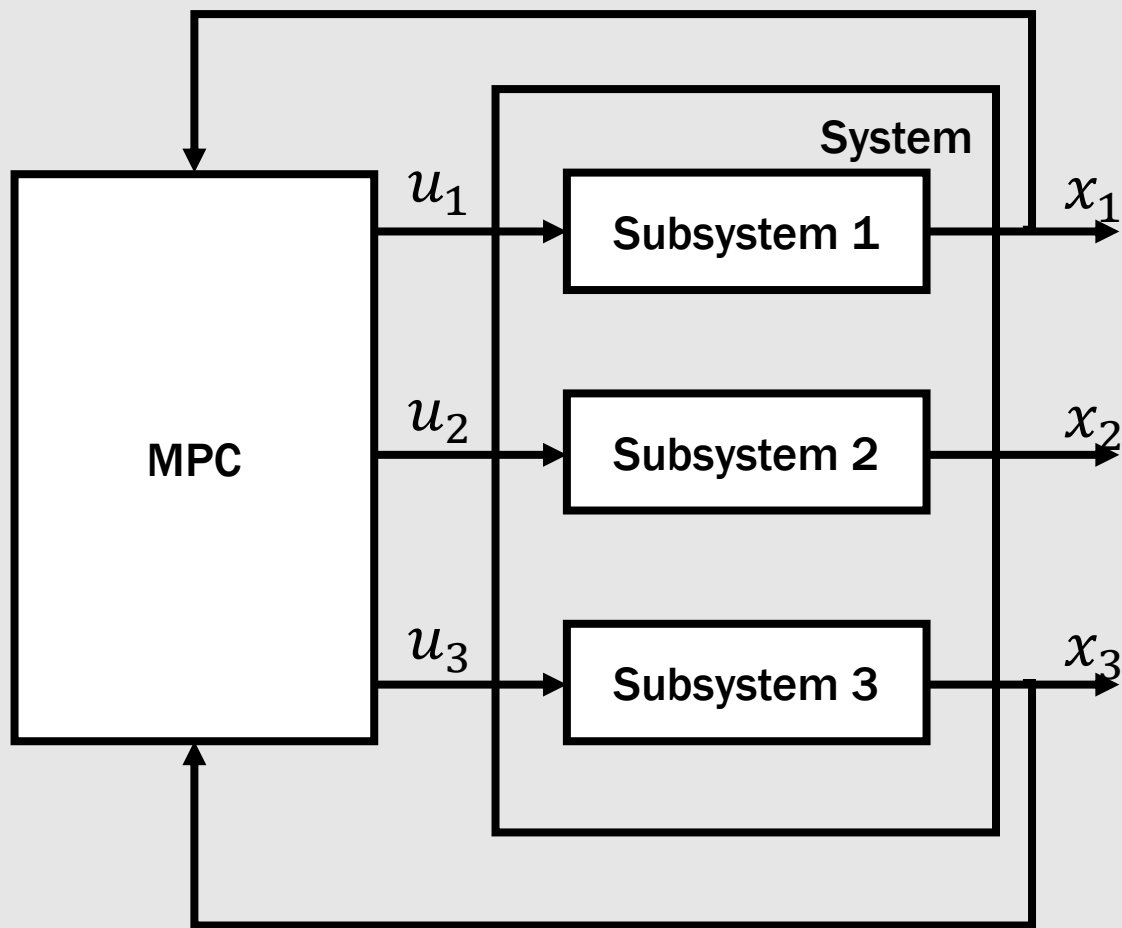 System
u₁
Subsystem 1
x₁
MPC
u₂
Subsystem 2
x₂
u₃
Subsystem 3
x₃